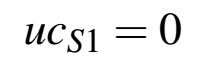 uc_{S1} = 0